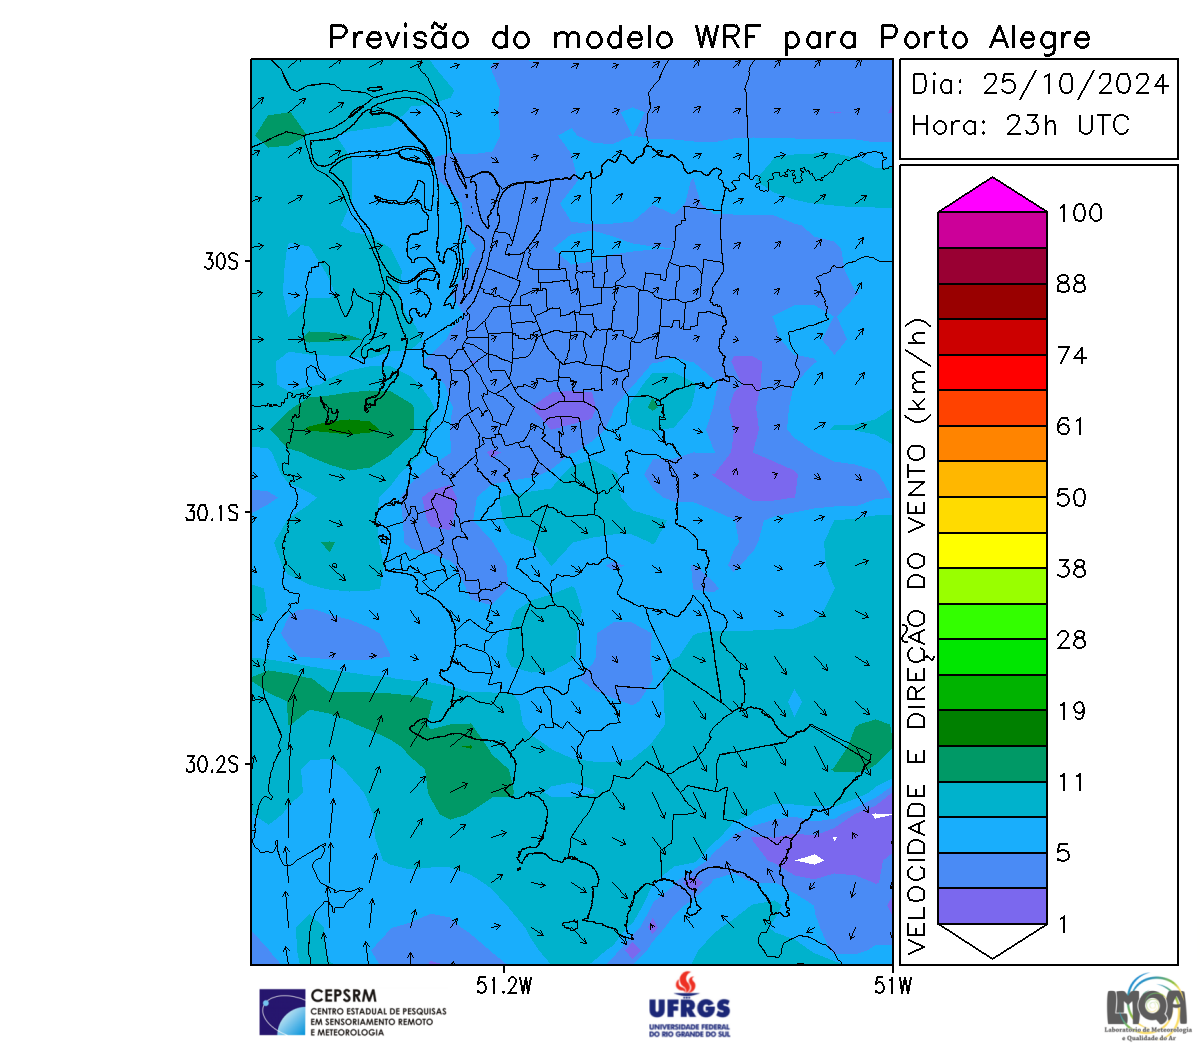 Previsão do modelo WRF para Porto Alegre
Dia: 25/10/2024
Hora: 23h UTC
100
88
74
61
50
38
28
19
11
5
1
VELOCIDADE E DIREÇÃO DO VENTO (km/h)
30S
30.1S
30.2S
51.2W
51W
CEPSRM
CENTRO ESTADUAL DE PESQUISAS
EM SENSORIAMENTO REMOTO
E METEOROLOGIA
UFRGS
UNIVERSIDADE FEDERAL
DO RIO GRANDE DO SUL
LMQA
Laboratório de Meteorologia
e Qualidade do Ar